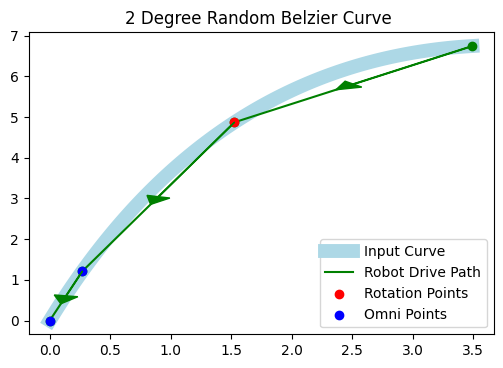 2 Degree Random Belzier Curve
7
6
5
4
3
2
1
0
0.0 0.5 1.0 1.5 2.0 2.5 3.0 3.5
Input Curve
Robot Drive Path
Rotation Points
Omni Points